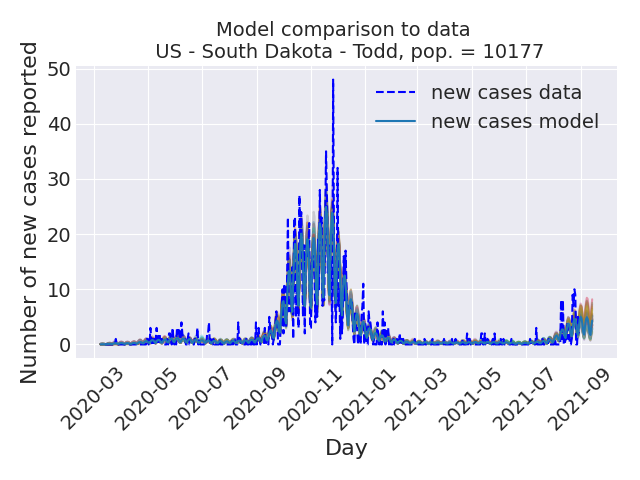 Model comparison to data
US - South Dakota - Todd, pop. = 10177
Number of new cases reported
50
40
30
20
10
0
new cases data
new cases model
2020-03
2020-05
2020-07
2020-09
2020-11
2021-01
2021-03
2021-05
2021-07
2021-09
Day